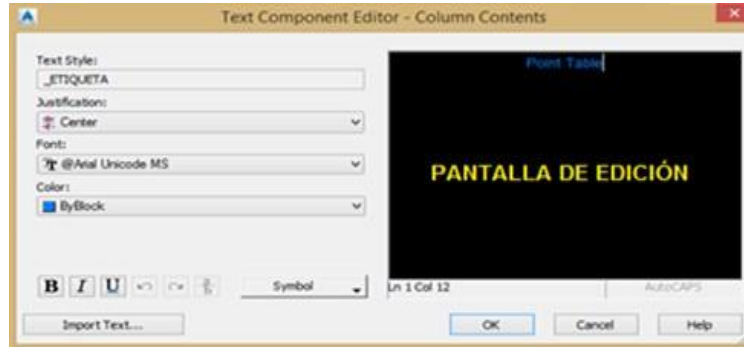 Text Component Editor - Column Contents
Text Style:
_ETIQUETA
Justification:
Center
Font:
@Arial Unicode MS
Color:
ByBlock
B I U Symbol
Import Text...
Point Table
PANTALLA DE EDICIÓN
Ln 1 Col 12 AutoCAPS
OK Cancel Help